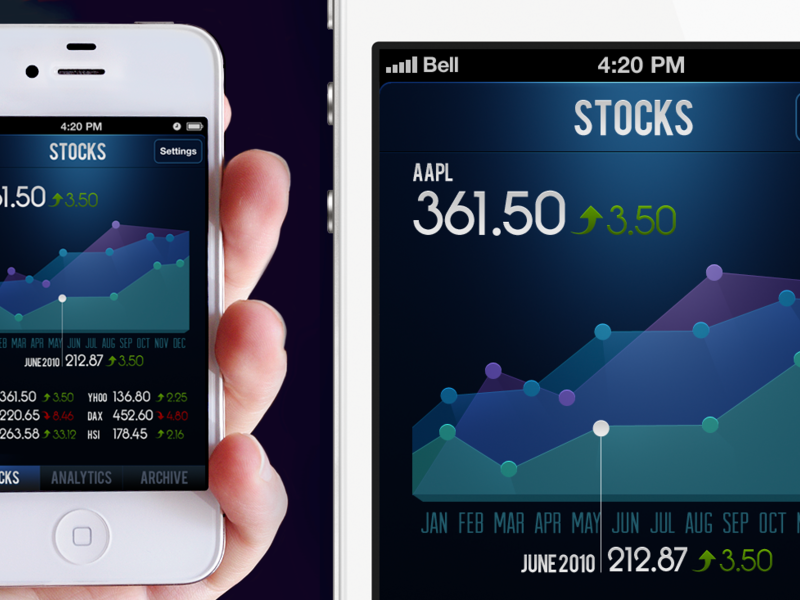 4:20 PM
STOCKS
Settings
3.50
MAR APR MAY JUN JUL AUG SEP OCT NOV DEC
JUNE 2010 212.87 3.50
361.50 3.50 YHOO 136.80 2.25
220.65 8.46 DAX 452.60 4.80
263.58 33.12 HSI 178.45 2.16
ANALYTICS ARCHIVE
Bell 4:20 PM
STOCKS
AAPL
361.50 3.50
JAN FEB MAR APR MAY JUN JUL AUG SEP OCT
JUNE 2010 212.87 3.50